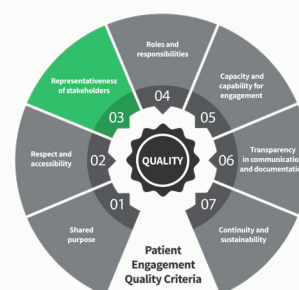 Roles and
responsibilities
Representativeness
of stakeholders
Capacity and
capability for
engagement
04
03
05
Respect and
accessibility
02
QUALITY
06
Transparency
in communication
and documentatio
01
07
Shared
purpose
Continuity and
sustainability
Patient
Engagement
Quality Criteria